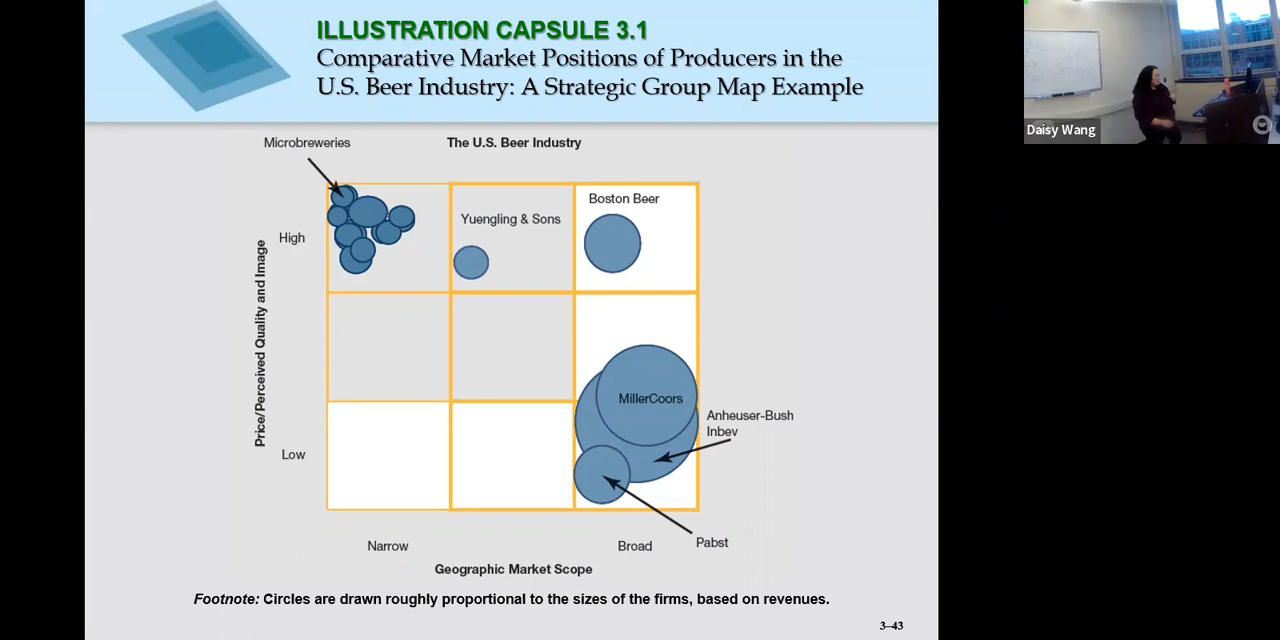 ILLUSTRATION CAPSULE 3.1
Comparative Market Positions of Producers in the
U.S. Beer Industry: A Strategic Group Map Example
Daisy Wang
Microbreweries
The U.S. Beer Industry
Boston Beer
Yuengling & Sons
High
Price/Perceived Quality and Image
MillerCoors
Anheuser-Bush
Inbev
Low
Narrow
Broad
Pabst
Geographic Market Scope
Footnote: Circles are drawn roughly proportional to the sizes of the firms, based on revenues.
3–43